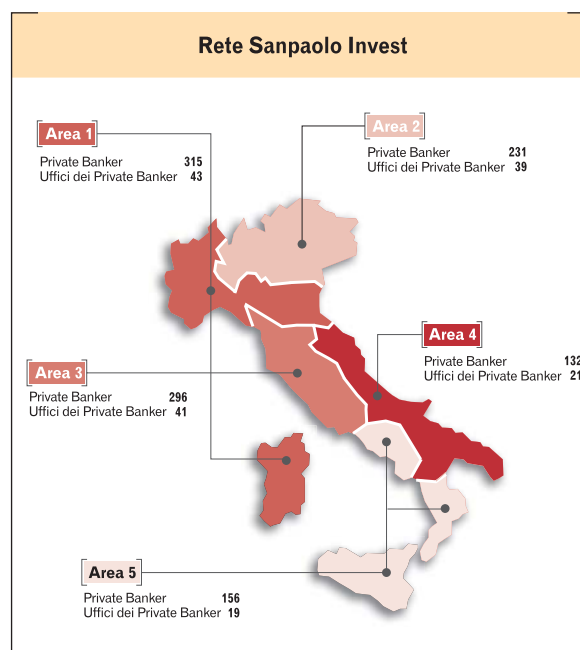 Rete Sanpaolo Invest
Area 1
Private Banker 315
Uffici dei Private Banker 43
Area 2
Private Banker 231
Uffici dei Private Banker 39
Area 4
Private Banker 132
Uffici dei Private Banker 21
Area 3
Private Banker 296
Uffici dei Private Banker 41
Area 5
Private Banker 156
Uffici dei Private Banker 19